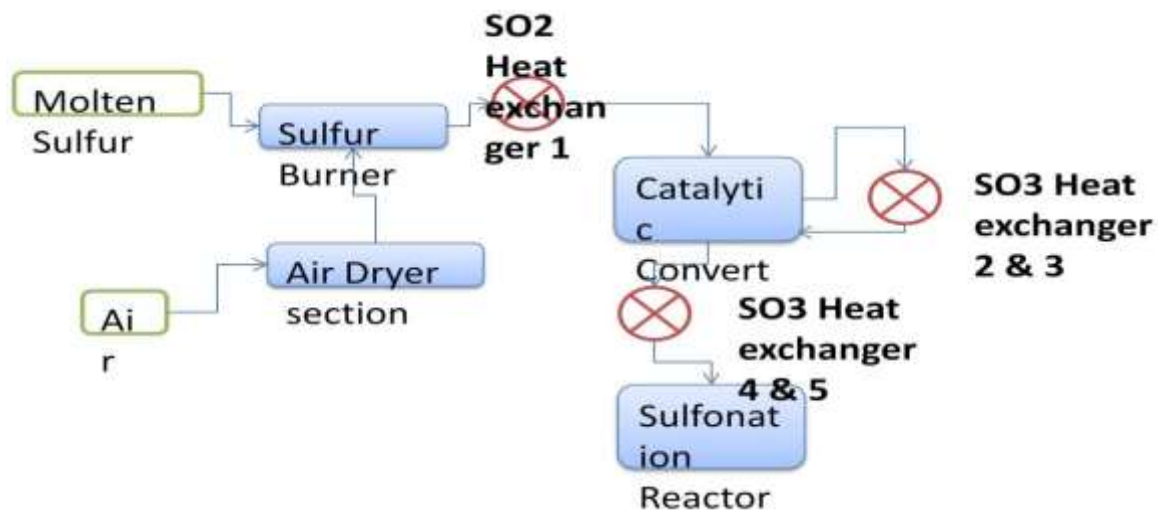 SO2
Heat
exchan
ger 1
Molten
Sulfur
Sulfur
Burner
Catalyti
c
Convert
SO3 Heat
exchanger
2 & 3
Air Dryer
section
Ai
r
SO3 Heat
exchanger
4 & 5
Sulfonat
ion
Reactor